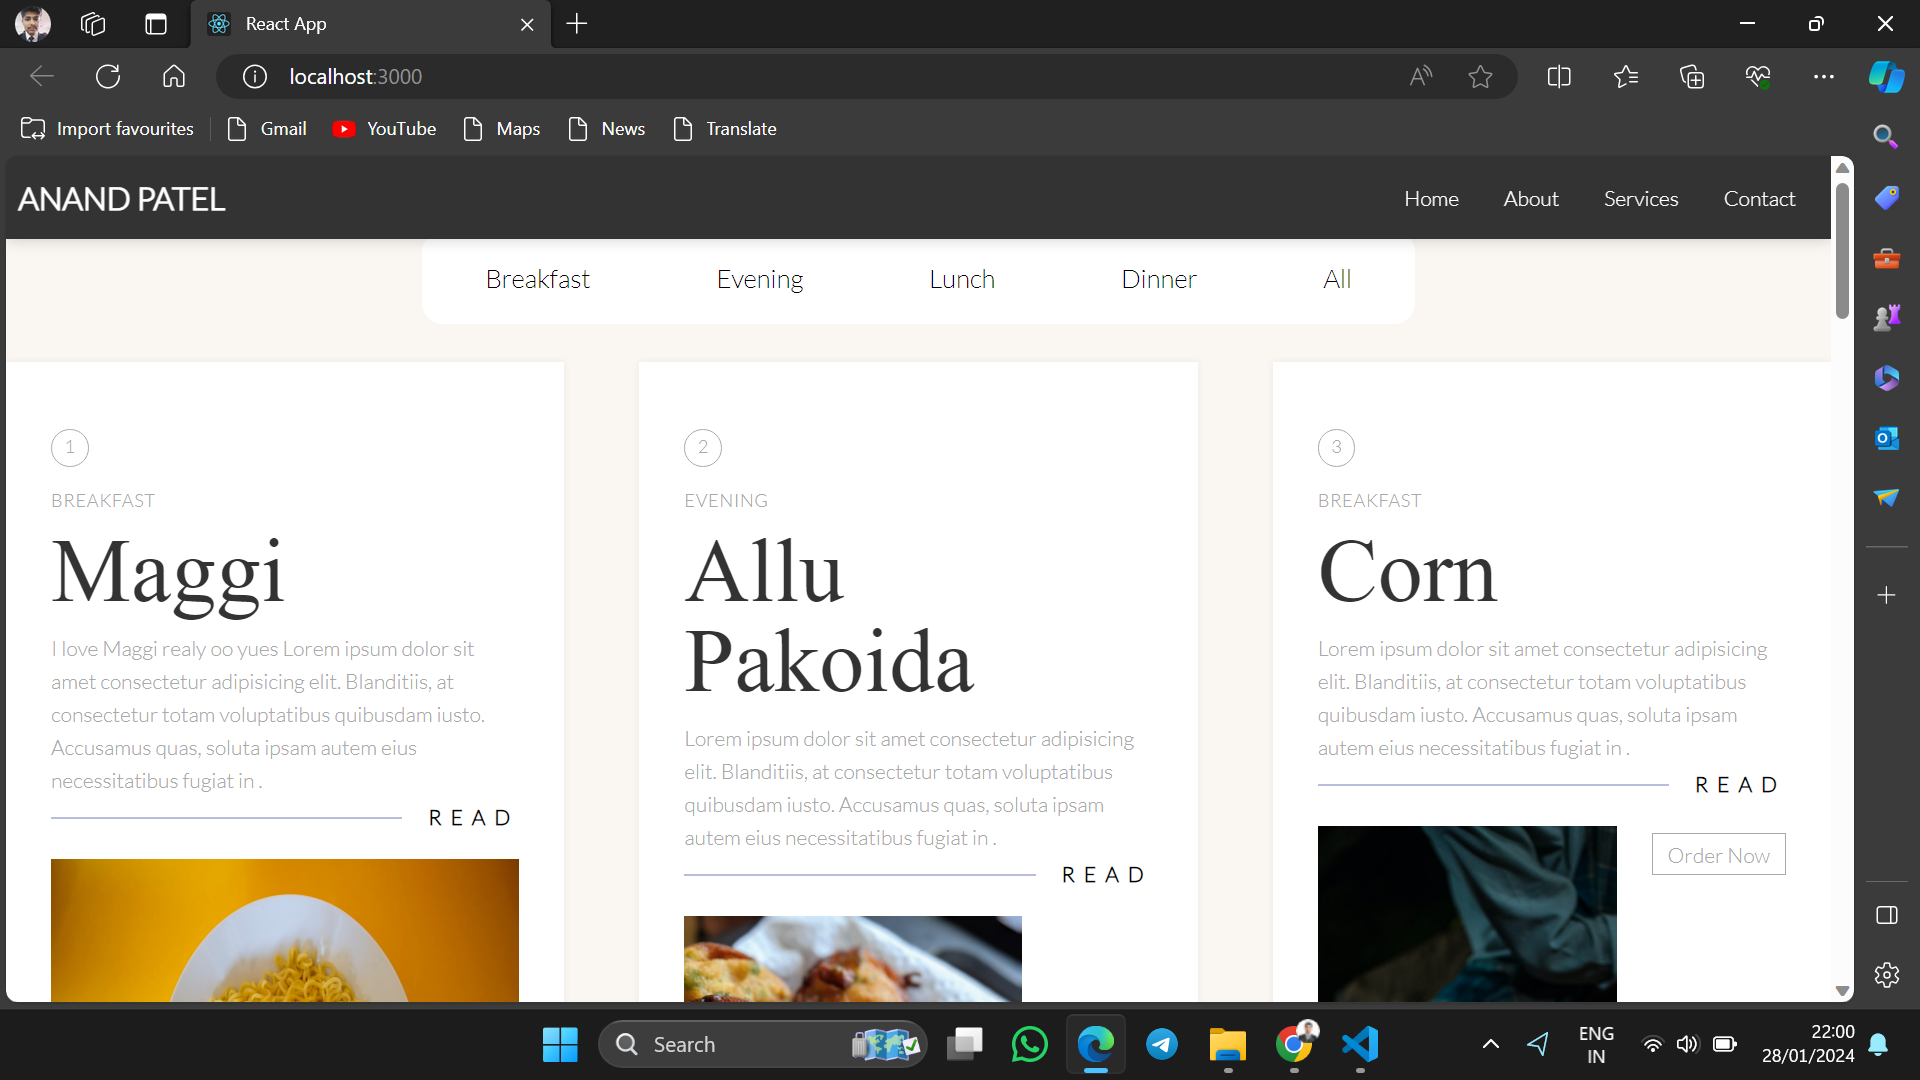 React App
localhost:3000
Import favourites
Gmail
YouTube
Maps
News
Translate
ANAND PATEL
Home
About
Services
Contact
Breakfast
Evening
Lunch
Dinner
All
1
BREAKFAST
Maggi
I love Maggi realy oo yues Lorem ipsum dolor sit
amet consectetur adipisicing elit. Blanditiis, at
consectetur totam voluptatibus quibusdam iusto.
Accusamus quas, soluta ipsam autem eius
necessitatibus fugiat in .
READ
2
EVENING
Allu
Pakoida
Lorem ipsum dolor sit amet consectetur adipisicing
elit. Blanditiis, at consectetur totam voluptatibus
quibusdam iusto. Accusamus quas, soluta ipsam
autem eius necessitatibus fugiat in .
READ
3
BREAKFAST
Corn
Lorem ipsum dolor sit amet consectetur adipisicing
elit. Blanditiis, at consectetur totam voluptatibus
quibusdam iusto. Accusamus quas, soluta ipsam
autem eius necessitatibus fugiat in .
READ
Order Now
Search
ENG
IN
22:00
28/01/2024